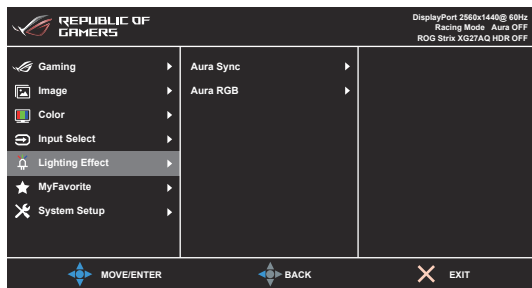 REPUBLIC OF
GAMERS
DisplayPort 2560x1440@ 60Hz
Racing Mode Aura OFF
ROG Strix XG27AQ HDR OFF
Gaming
Image
Color
Input Select
Lighting Effect
MyFavorite
System Setup
Aura Sync
Aura RGB
MOVE/ENTER
BACK
EXIT